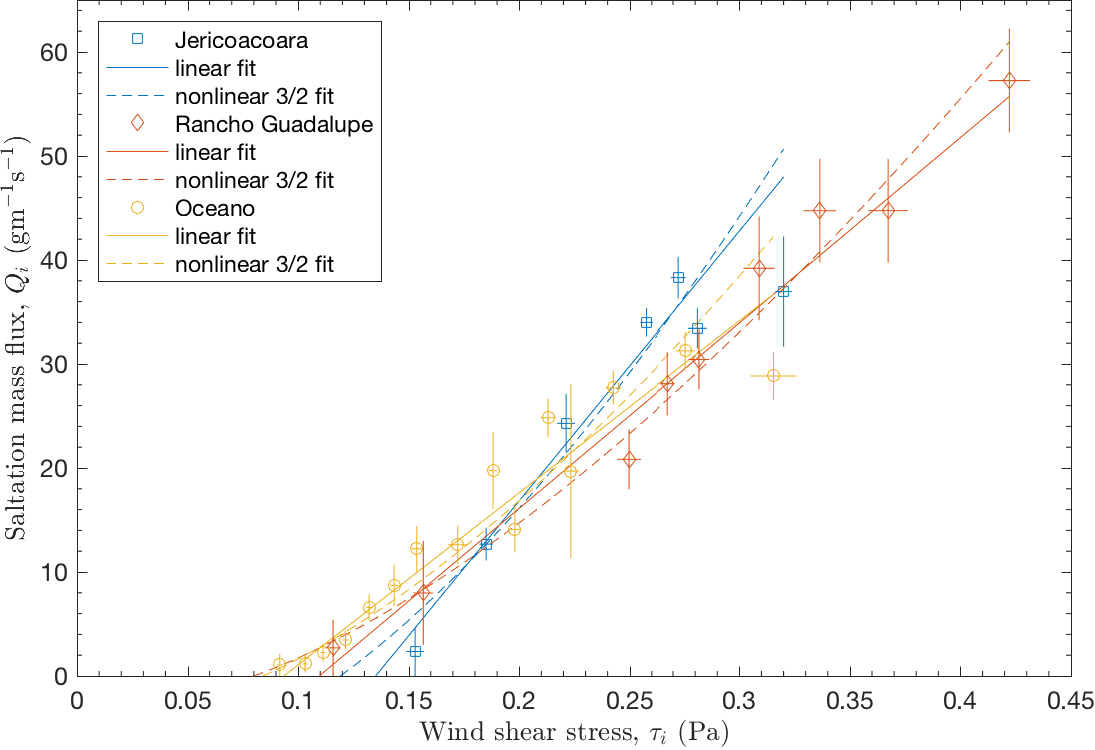 Jericoacoara
linear fit
nonlinear 3/2 fit
Rancho Guadalupe
linear fit
nonlinear 3/2 fit
Oceano
linear fit
nonlinear 3/2 fit
Saltation mass flux, Qᵢ (gm⁻¹s⁻¹)
60
50
40
30
20
10
0
0 0.05 0.1 0.15 0.2 0.25 0.3 0.35 0.4 0.45
Wind shear stress, τᵢ (Pa)